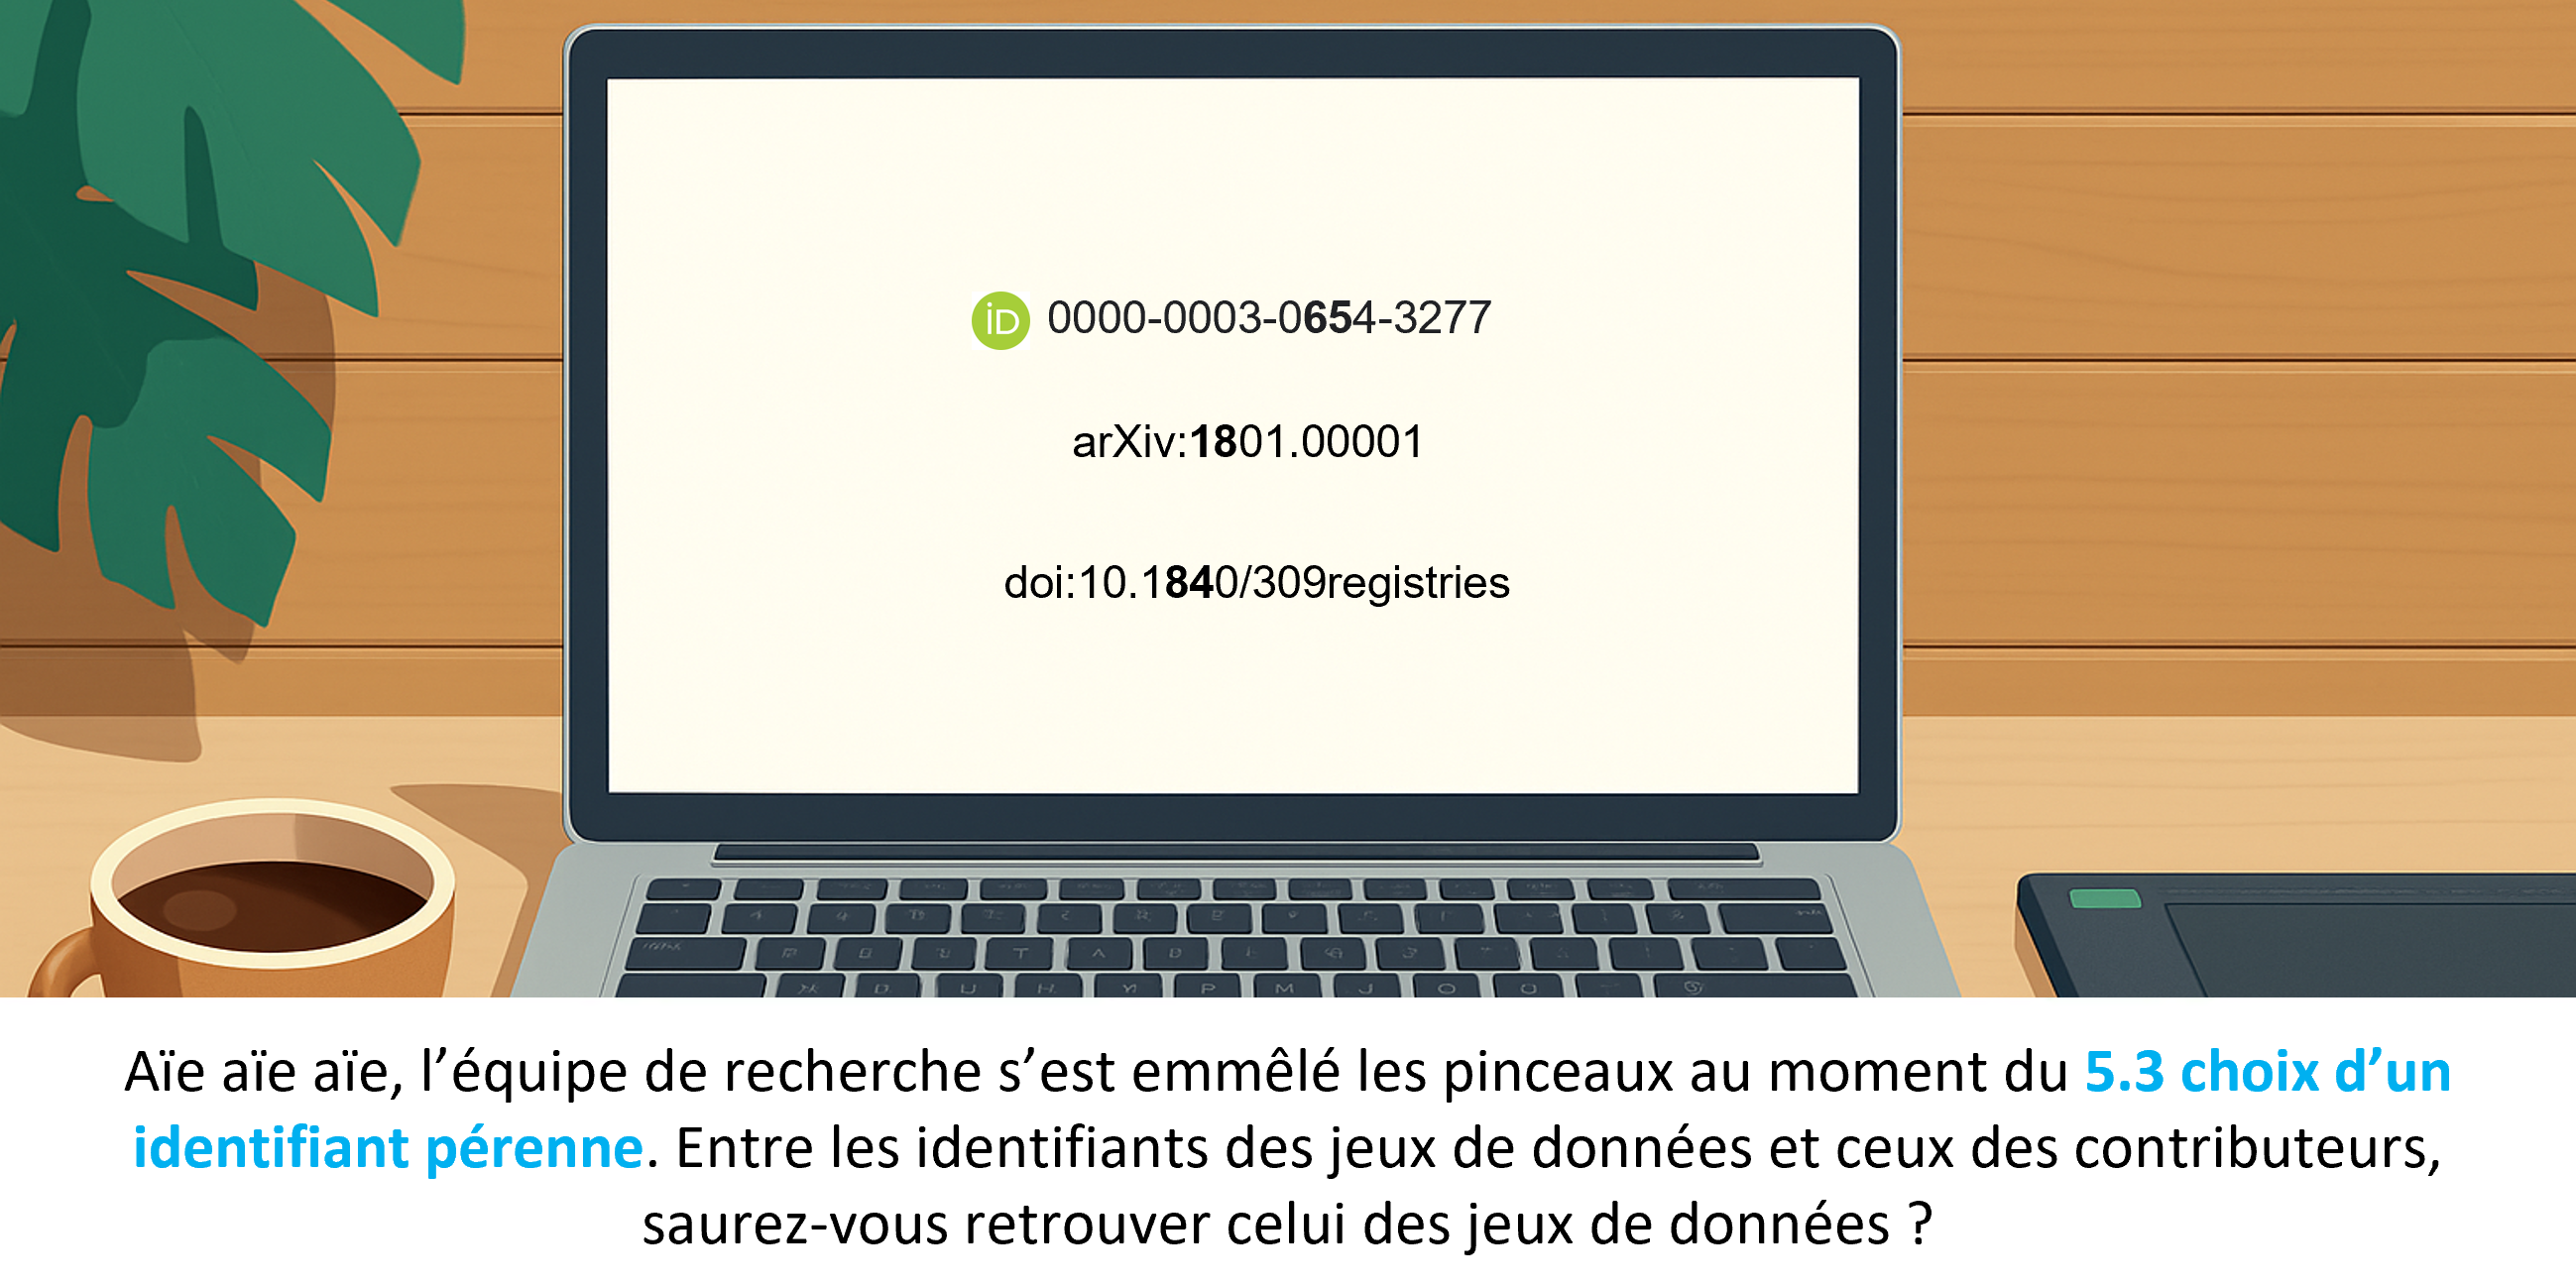 iD 0000-0003-0654-3277
arXiv:1801.00001
doi:10.1840/309registries
Aïe aïe aïe, l’équipe de recherche s’est emmêlé les pinceaux au moment du 5.3 choix d’un
identifiant pérenne. Entre les identifiants des jeux de données et ceux des contributeurs,
saurez-vous retrouver celui des jeux de données ?